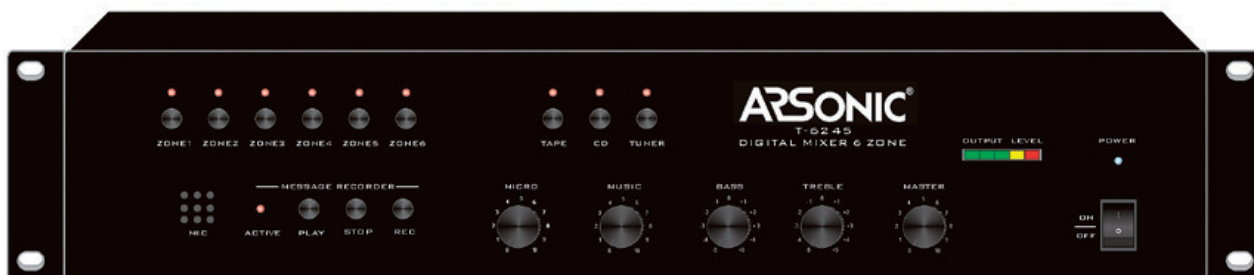 ARSONIC®
T-6245
DIGITAL MIXER 6 ZONE
ZONE1 ZONE2 ZONE3 ZONE4 ZONE5 ZONE6
TAPE CD TUNER
OUTPUT LEVEL
POWER
MESSAGE RECORDER
MIC ACTIVE PLAY STOP REC
MICRO MUSIC BASS TREBLE MASTER
ON
OFF